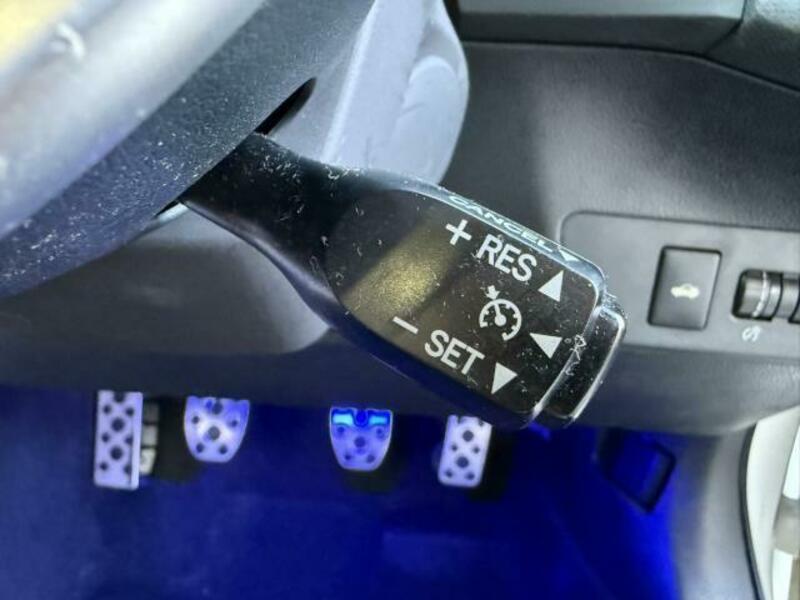 CANCEL
+ RES
- SET